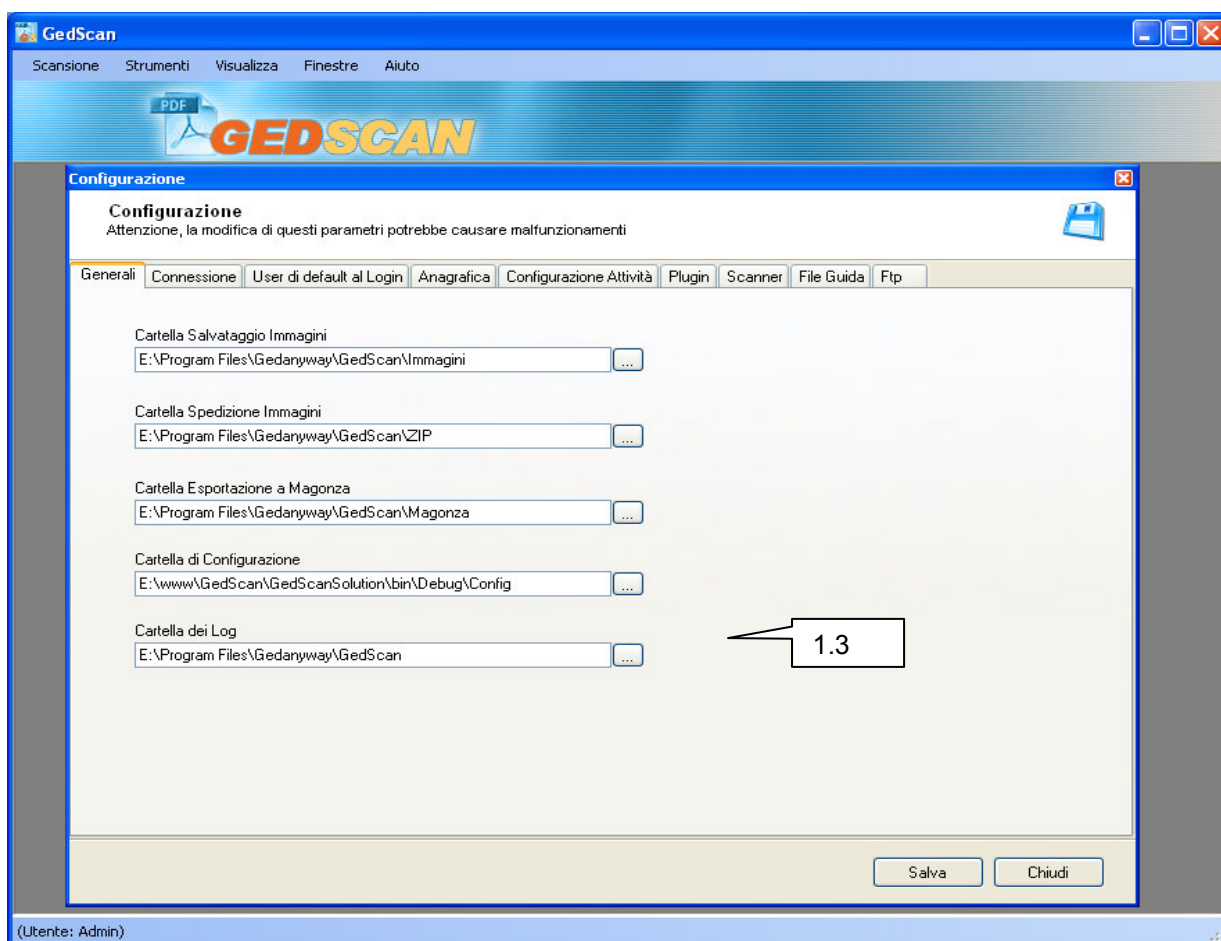 GedScan
Scansione Strumenti Visualizza Finestre Aiuto
PDF
GEDSCAN
Configurazione
Configurazione
Attenzione, la modifica di questi parametri potrebbe causare malfunzionamenti
Generali Connessione User di default al Login Anagrafica Configurazione Attività Plugin Scanner File Guida Ftp
Cartella Salvataggio Immagini
E:\Program Files\Gedanyway\GedScan\Immagini ...
Cartella Spedizione Immagini
E:\Program Files\Gedanyway\GedScan\ZIP ...
Cartella Esportazione a Magonza
E:\Program Files\Gedanyway\GedScan\Magonza ...
Cartella di Configurazione
E:\www\GedScan\GedScanSolution\bin\Debug\Config ...
Cartella dei Log
E:\Program Files\Gedanyway\GedScan ...
1.3
Salva Chiudi
(Utente: Admin)